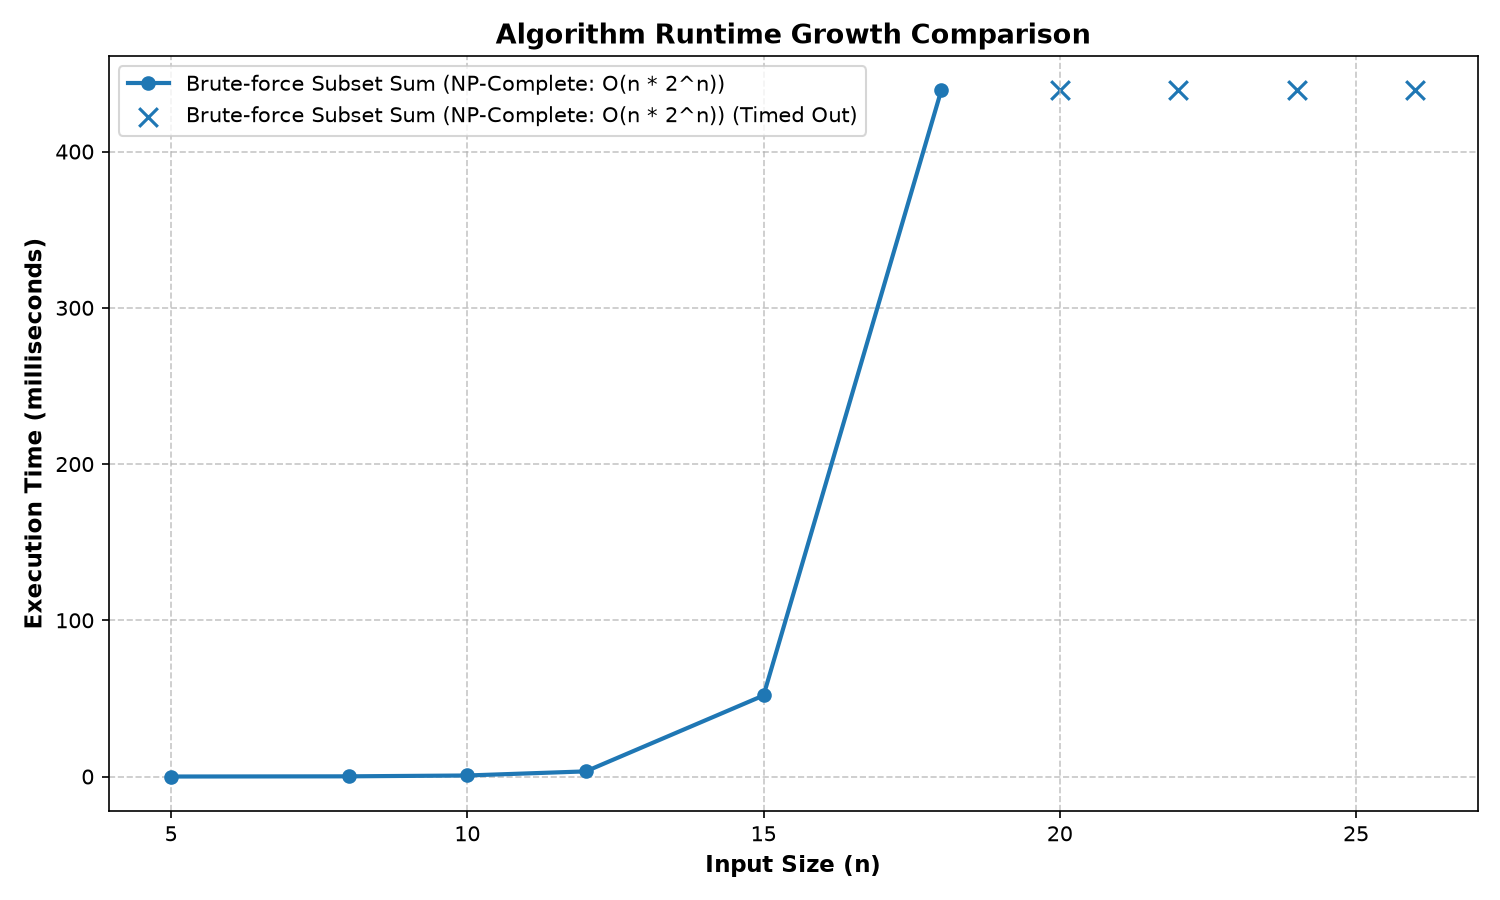 Algorithm Runtime Growth Comparison
Brute-force Subset Sum (NP-Complete: O(n * 2^n))
Brute-force Subset Sum (NP-Complete: O(n * 2^n)) (Timed Out)
Execution Time (milliseconds)
400
300
200
100
0
5 10 15 20 25
Input Size (n)